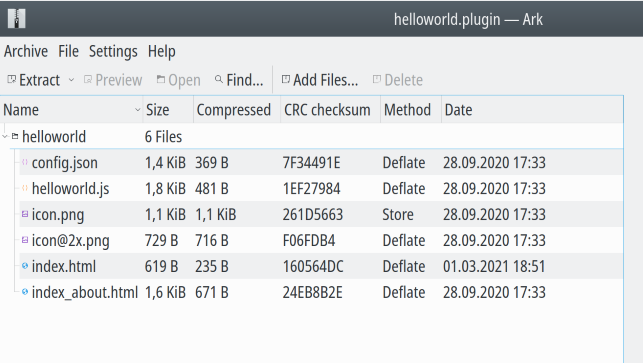 helloworld.plugin — Ark
Archive File Settings Help
Extract Preview Open Find... Add Files... Delete
Name Size Compressed CRC checksum Method Date
helloworld 6 Files
config.json 1,4 KiB 369 B 7F34491E Deflate 28.09.2020 17:33
helloworld.js 1,8 KiB 481 B 1EF27984 Deflate 28.09.2020 17:33
icon.png 1,1 KiB 1,1 KiB 261D5663 Store 28.09.2020 17:33
icon@2x.png 729 B 716 B F06FDB4 Deflate 28.09.2020 17:33
index.html 619 B 235 B 160564DC Deflate 01.03.2021 18:51
index_about.html 1,6 KiB 671 B 24EB8B2E Deflate 28.09.2020 17:33